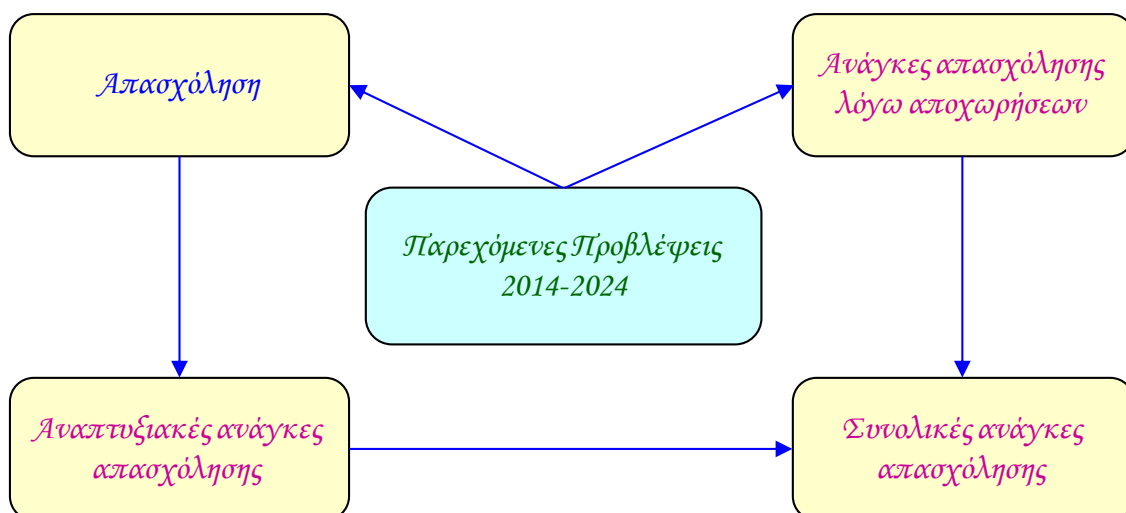 Απασχόληση
Ανάγκες απασχόλησης
λόγω αποχωρήσεων
Παρεχόμενες Προβλέψεις
2014-2024
Αναπτυξιακές ανάγκες
απασχόλησης
Συνολικές ανάγκες
απασχόλησης